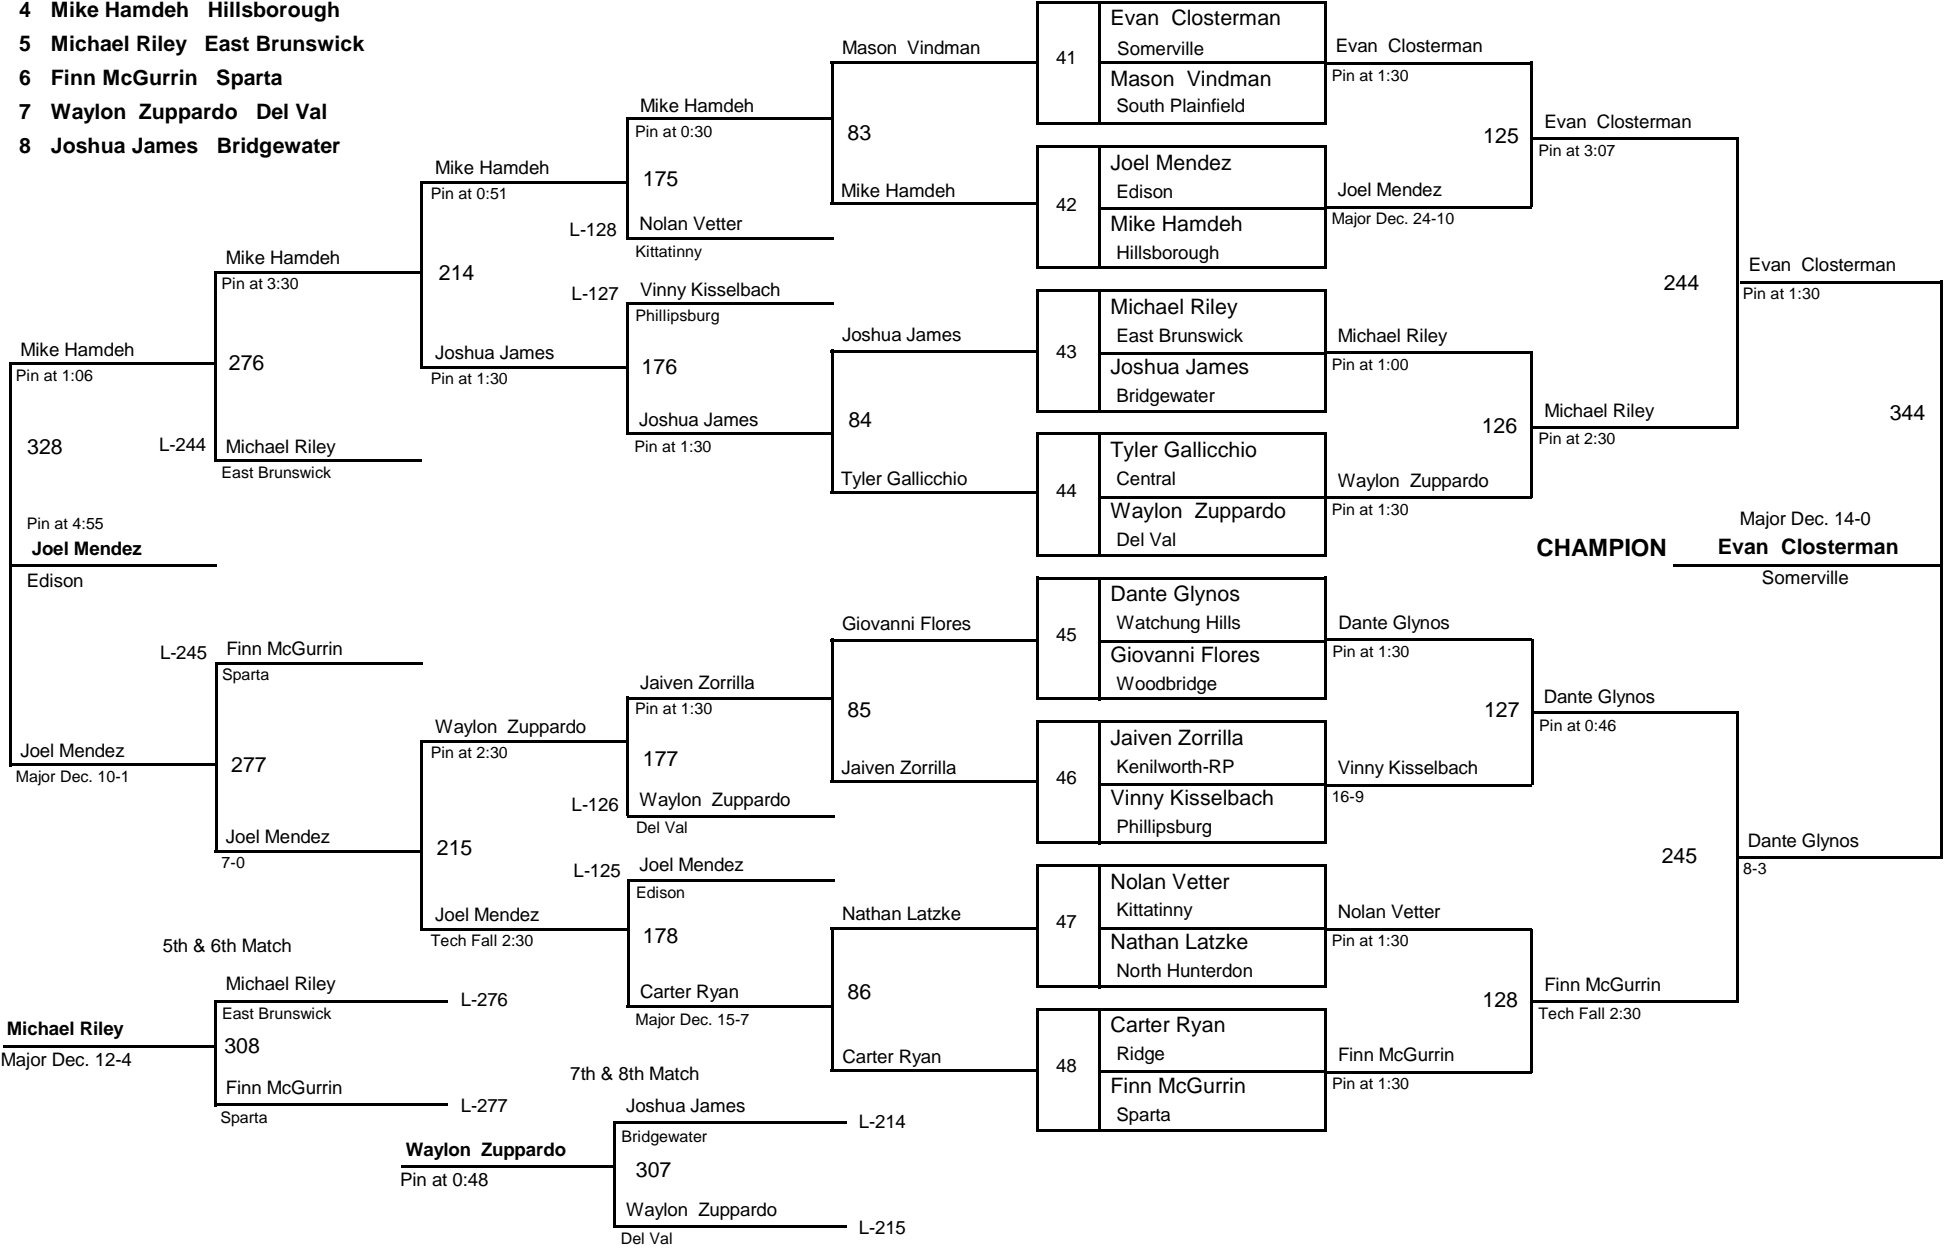 4 Mike Hamdeh Hillsborough
5 Michael Riley East Brunswick
6 Finn McGurrin Sparta
7 Waylon Zuppardo Del Val
8 Joshua James Bridgewater
Mike Hamdeh
Pin at 1:06
328
Pin at 4:55
Joel Mendez
Edison
Joel Mendez
Major Dec. 10-1
Mike Hamdeh
Pin at 3:30
276
L-244
Michael Riley
East Brunswick
L-245
Finn McGurrin
Sparta
277
Joel Mendez
7-0
5th & 6th Match
Michael Riley
L-276
East Brunswick
Michael Riley
308
Major Dec. 12-4
Finn McGurrin
L-277
Sparta
Mike Hamdeh
Pin at 0:51
214
Joshua James
Pin at 1:30
Waylon Zuppardo
Pin at 2:30
215
Joel Mendez
Tech Fall 2:30
Mike Hamdeh
Pin at 0:30
175
L-128
Nolan Vetter
Kittatinny
L-127
Vinny Kisselbach
Phillipsburg
176
Joshua James
Pin at 1:30
Jaiven Zorrilla
Pin at 1:30
177
L-126
Waylon Zuppardo
Del Val
L-125
Joel Mendez
Edison
178
Carter Ryan
Major Dec. 15-7
7th & 8th Match
Joshua James
L-214
Bridgewater
Waylon Zuppardo
307
Pin at 0:48
Waylon Zuppardo
L-215
Del Val
Mason Vindman
83
Mike Hamdeh
Joshua James
84
Tyler Gallicchio
Giovanni Flores
85
Jaiven Zorrilla
Nathan Latzke
86
Carter Ryan
41
Evan Closterman
Somerville
Mason Vindman
South Plainfield
42
Joel Mendez
Edison
Mike Hamdeh
Hillsborough
43
Michael Riley
East Brunswick
Joshua James
Bridgewater
44
Tyler Gallicchio
Central
Waylon Zuppardo
Del Val
45
Dante Glynos
Watchung Hills
Giovanni Flores
Woodbridge
46
Jaiven Zorrilla
Kenilworth-RP
Vinny Kisselbach
Phillipsburg
47
Nolan Vetter
Kittatinny
Nathan Latzke
North Hunterdon
48
Carter Ryan
Ridge
Finn McGurrin
Sparta
Evan Closterman
Pin at 1:30
125
Joel Mendez
Major Dec. 24-10
Michael Riley
Pin at 1:00
126
Waylon Zuppardo
Pin at 1:30
Dante Glynos
Pin at 1:30
127
Vinny Kisselbach
16-9
Nolan Vetter
Pin at 1:30
128
Finn McGurrin
Pin at 1:30
Evan Closterman
Pin at 3:07
244
Michael Riley
Pin at 2:30
Dante Glynos
Pin at 0:46
245
Finn McGurrin
Tech Fall 2:30
Evan Closterman
Pin at 1:30
344
Major Dec. 14-0
CHAMPION Evan Closterman
Somerville
Dante Glynos
8-3